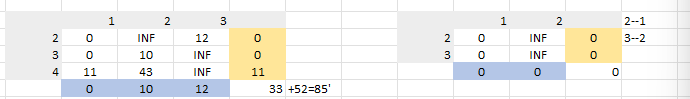 1 2 3 1 2 2--1
2 0 INF 12 0 2 0 INF 0 3--2
3 0 10 0 0 3 0 INF 0
4 11 43 INF 11 0 0 0
0 10 12 33 +52=85'